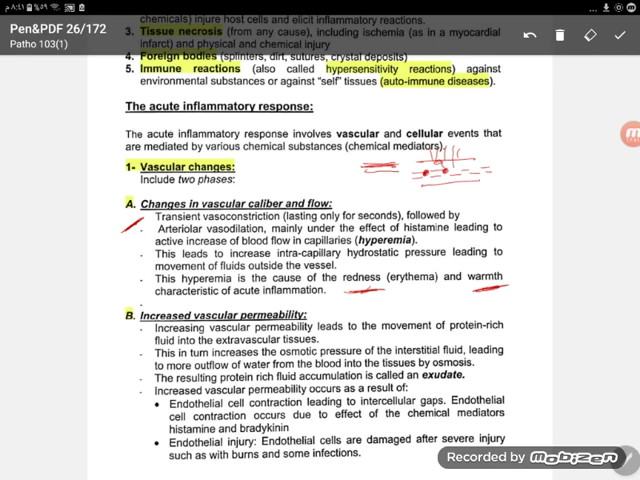 م ٨:٤١ %٥٩
Pen&PDF 26/172
Patho 103(1)
chemicals) injure host cells and elicit inflammatory reactions.
3. Tissue necrosis (from any cause), including ischemia (as in a myocardial
infarct) and physical and chemical injury
4. Foreign bodies (splinters, dirt, sutures, crystal deposits)
5. Immune reactions (also called hypersensitivity reactions) against
environmental substances or against "self" tissues (auto-immune diseases).
The acute inflammatory response:
The acute inflammatory response involves vascular and cellular events that
are mediated by various chemical substances (chemical mediators).
1- Vascular changes:
Include two phases:
A. Changes in vascular caliber and flow:
Transient vasoconstriction (lasting only for seconds), followed by
- Arteriolar vasodilation, mainly under the effect of histamine leading to
active increase of blood flow in capillaries (hyperemia).
- This leads to increase intra-capillary hydrostatic pressure leading to
movement of fluids outside the vessel.
- This hyperemia is the cause of the redness (erythema) and warmth
characteristic of acute inflammation.
B. Increased vascular permeability:
- Increasing vascular permeability leads to the movement of protein-rich
fluid into the extravascular tissues.
- This in turn increases the osmotic pressure of the interstitial fluid, leading
to more outflow of water from the blood into the tissues by osmosis.
- The resulting protein rich fluid accumulation is called an exudate.
- Increased vascular permeability occurs as a result of:
• Endothelial cell contraction leading to intercellular gaps. Endothelial
cell contraction occurs due to effect of the chemical mediators
histamine and bradykinin
• Endothelial injury: Endothelial cells are damaged after severe injury
such as with burns and some infections.
Recorded by Mobizen